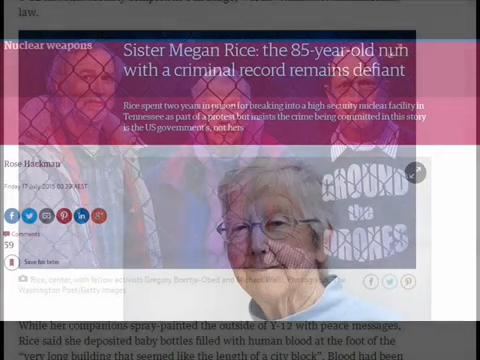 law.
Nuclear weapons
Sister Megan Rice: the 85-year-old nun
with a criminal record remains defiant
Rice spent two years in prison for breaking into a high-security nuclear facility in
Tennessee as part of a protest but insists the crime being committed in this story
is the US government's, not hers
Rose Hackman
Friday 17 July 2015
AEST
Comments
59
Save for later
GROUND
the
DRONES
Rice, center, with fellow activists Gregory Boertje-Obed and Michael
Washington Post/Getty Images
While her companions spray-painted the outside of Y-12 with peace messages,
Rice said she deposited baby bottles filled with human blood at the foot of the
"very long building that seemed like the length of a city block". Blood had been